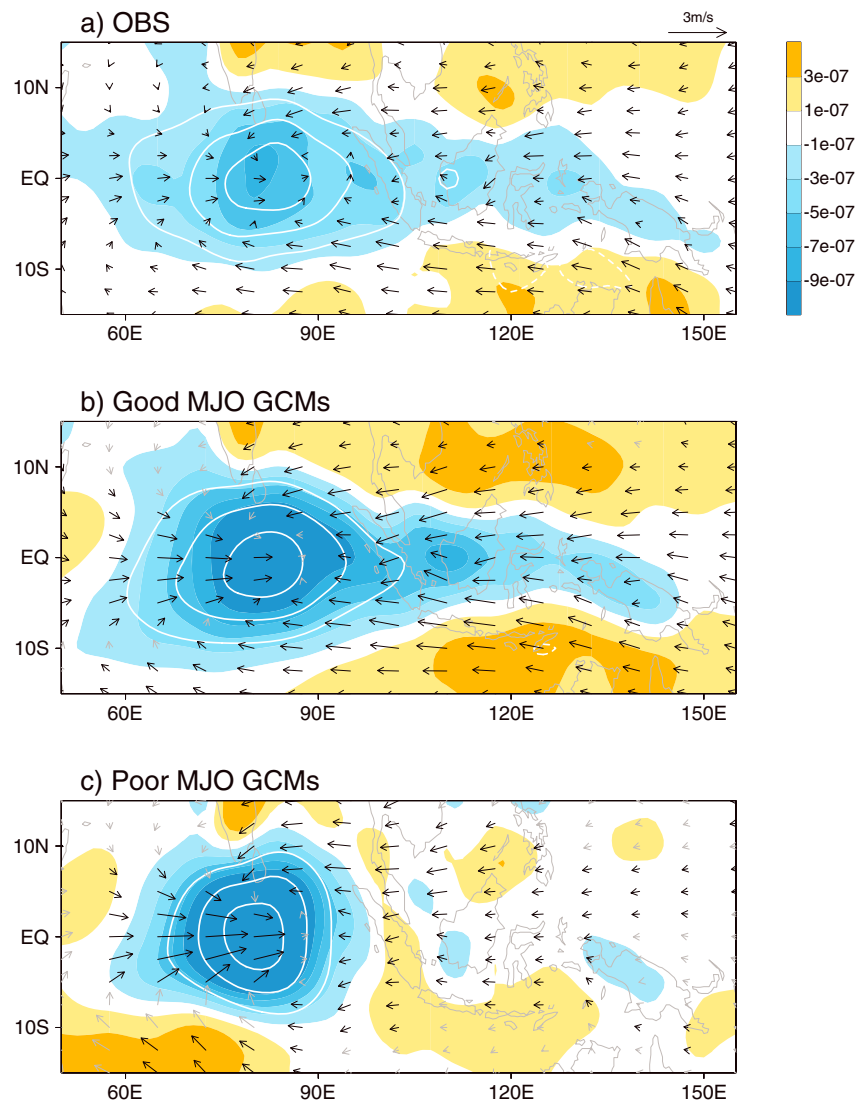 a) OBS
3m/s
10N
EQ
10S
60E 90E 120E 150E
3e-07
1e-07
-1e-07
-3e-07
-5e-07
-7e-07
-9e-07
b) Good MJO GCMs
10N
EQ
10S
60E 90E 120E 150E
c) Poor MJO GCMs
10N
EQ
10S
60E 90E 120E 150E